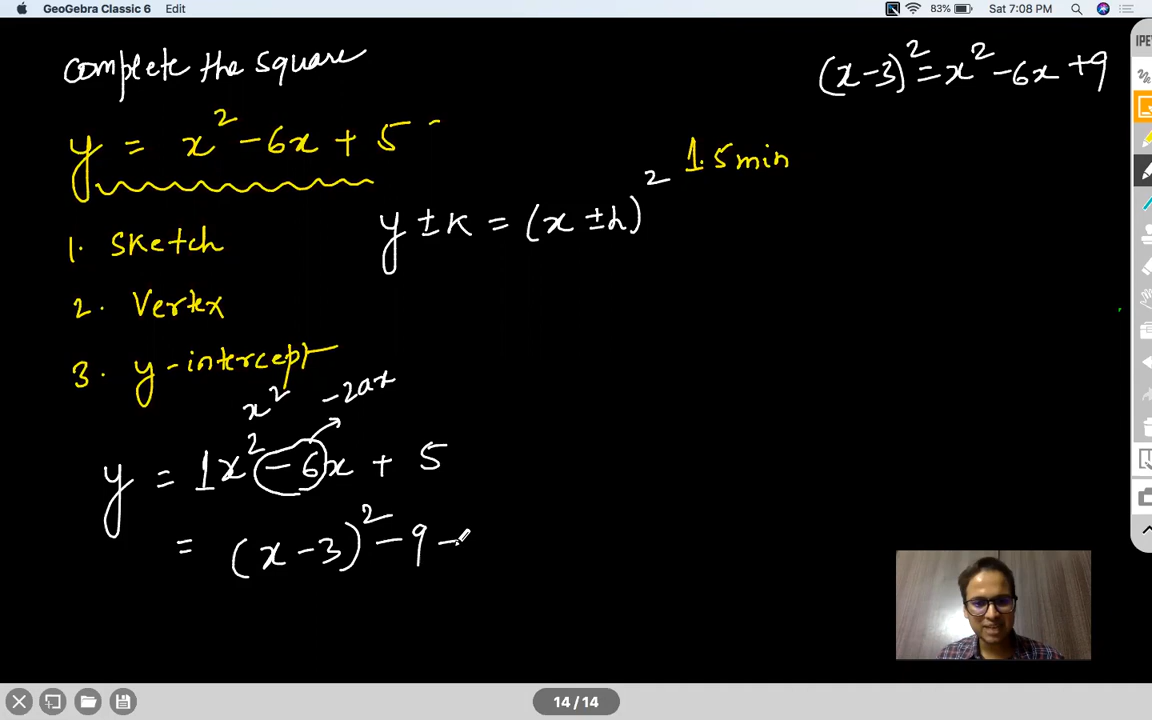 GeoGebra Classic 6 Edit 83% Sat 7:08 PM
complete the square
(x-3)² = x² - 6x + 9
y = x² - 6x + 5
1.5 min
y ± k = (x ± h)²
1. Sketch
2. Vertex
3. y-intercept
x² -2ax
y = 1x² - 6x + 5
= (x-3)² - 9 -
14 / 14